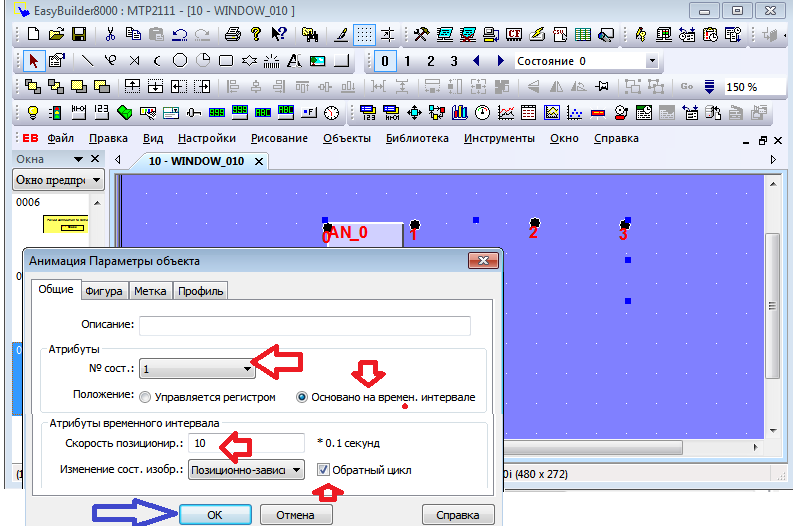 EasyBuilder8000 : MTP2111 - [10 - WINDOW_010 ]
0 1 2 3 Состояние 0
Go 150 %
EB Файл Правка Вид Настройки Рисование Объекты Библиотека Инструменты Окно Справка
Окна
10 - WINDOW_010
Окно предпр
0006
AN_0
0 1 2 3
Анимация Параметры объекта
Общие Фигура Метка Профиль
Описание:
Атрибуты
№ сост.: 1
Положение: Управляется регистром Основано на времен. интервале
Атрибуты временного интервала
Скорость позиционир.: 10 * 0.1 секунд
Изменение сост. изобр.: Позиционно-зависи Обратный цикл
0i (480 x 272)
OK Отмена Справка